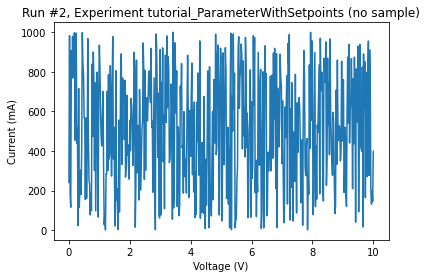 Run #2, Experiment tutorial_ParameterWithSetpoints (no sample)
1000
800
600
400
200
0
Current (mA)
0 2 4 6 8 10
Voltage (V)